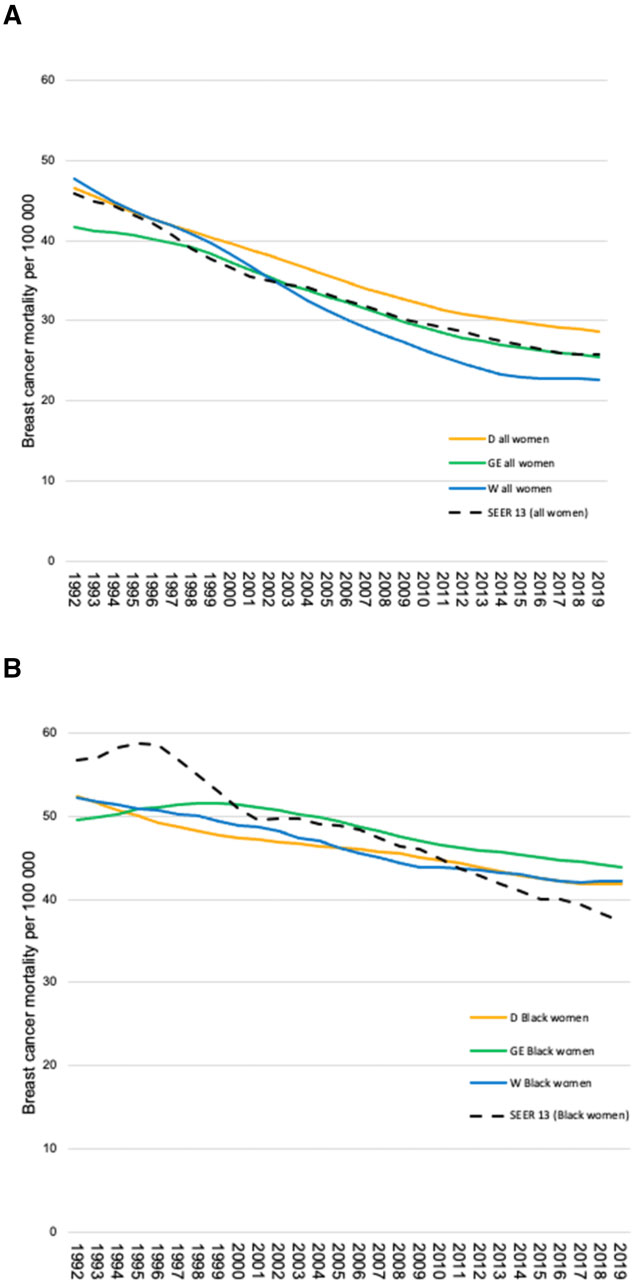 A
Breast cancer mortality per 100 000
60
50
40
30
20
10
0
D all women
GE all women
W all women
SEER 13 (all women)
1992 1993 1994 1995 1996 1997 1998 1999 2000 2001 2002 2003 2004 2005 2006 2007 2008 2009 2010 2011 2012 2013 2014 2015 2016 2017 2018 2019
B
Breast cancer mortality per 100 000
60
50
40
30
20
10
0
D Black women
GE Black women
W Black women
SEER 13 (Black women)
1992 1993 1994 1995 1996 1997 1998 1999 2000 2001 2002 2003 2004 2005 2006 2007 2008 2009 2010 2011 2012 2013 2014 2015 2016 2017 2018 2019